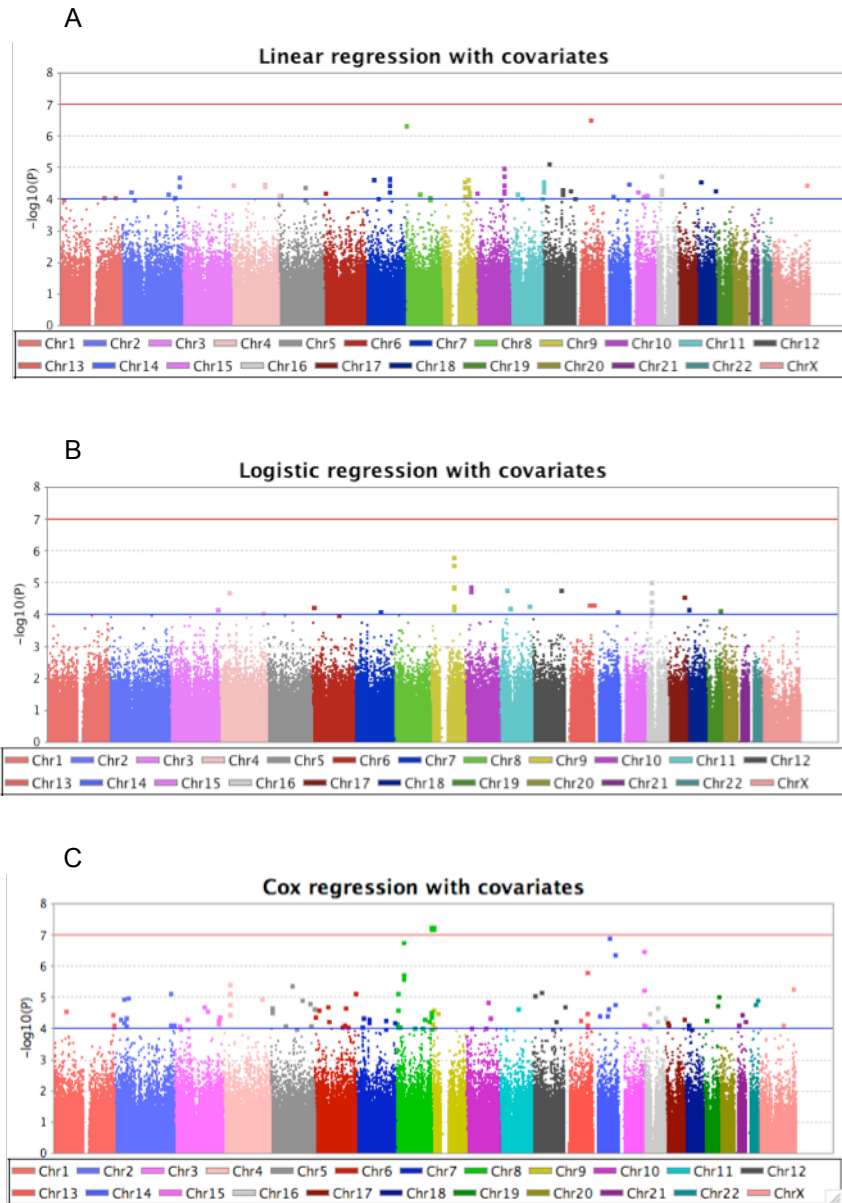 A
Linear regression with covariates
8
7
6
5
4
3
2
1
0
-log10(P)
Chr1 Chr2 Chr3 Chr4 Chr5 Chr6 Chr7 Chr8 Chr9 Chr10 Chr11 Chr12
Chr13 Chr14 Chr15 Chr16 Chr17 Chr18 Chr19 Chr20 Chr21 Chr22 ChrX
B
Logistic regression with covariates
8
7
6
5
4
3
2
1
0
-log10(P)
Chr1 Chr2 Chr3 Chr4 Chr5 Chr6 Chr7 Chr8 Chr9 Chr10 Chr11 Chr12
Chr13 Chr14 Chr15 Chr16 Chr17 Chr18 Chr19 Chr20 Chr21 Chr22 ChrX
C
Cox regression with covariates
8
7
6
5
4
3
2
1
0
-log10(P)
Chr1 Chr2 Chr3 Chr4 Chr5 Chr6 Chr7 Chr8 Chr9 Chr10 Chr11 Chr12
Chr13 Chr14 Chr15 Chr16 Chr17 Chr18 Chr19 Chr20 Chr21 Chr22 ChrX